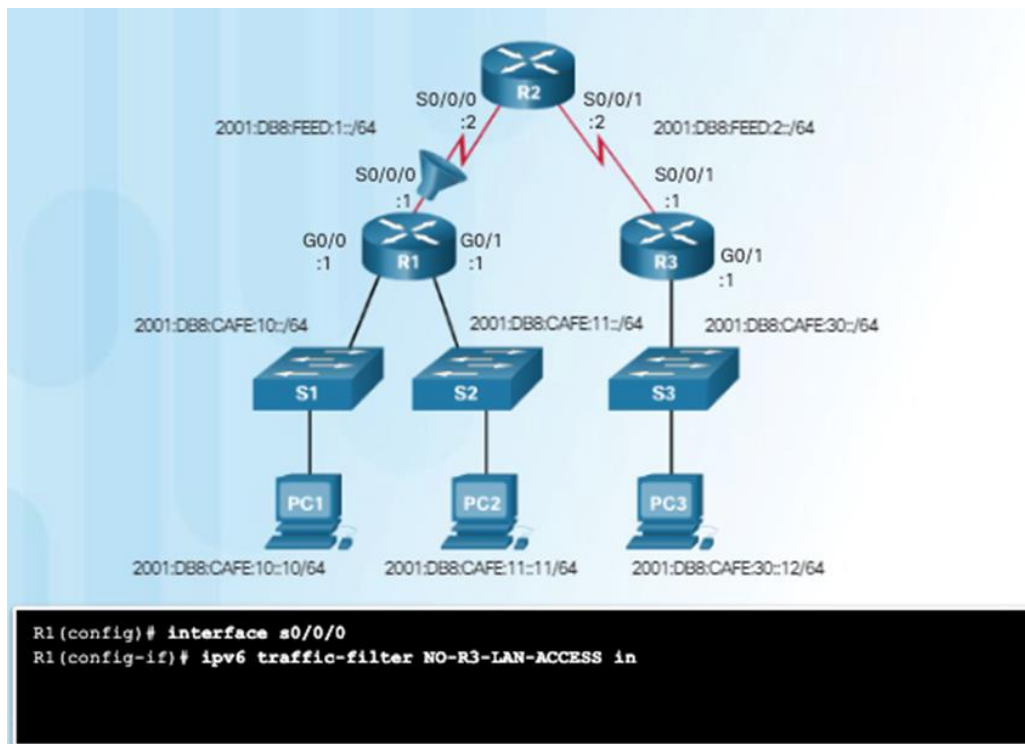 R2
S0/0/0 S0/0/1
:2 :2
2001:DB8:FEED:1::/64 2001:DB8:FEED:2::/64
S0/0/0 S0/0/1
:1 :1
G0/0 G0/1 G0/1
:1 R1 :1 R3 :1
2001:DB8:CAFE:10::/64 2001:DB8:CAFE:11::/64 2001:DB8:CAFE:30::/64
S1 S2 S3
PC1 PC2 PC3
2001:DB8:CAFE:10::10/64 2001:DB8:CAFE:11::11/64 2001:DB8:CAFE:30::12/64
R1(config)# interface s0/0/0
R1(config-if)# ipv6 traffic-filter NO-R3-LAN-ACCESS in